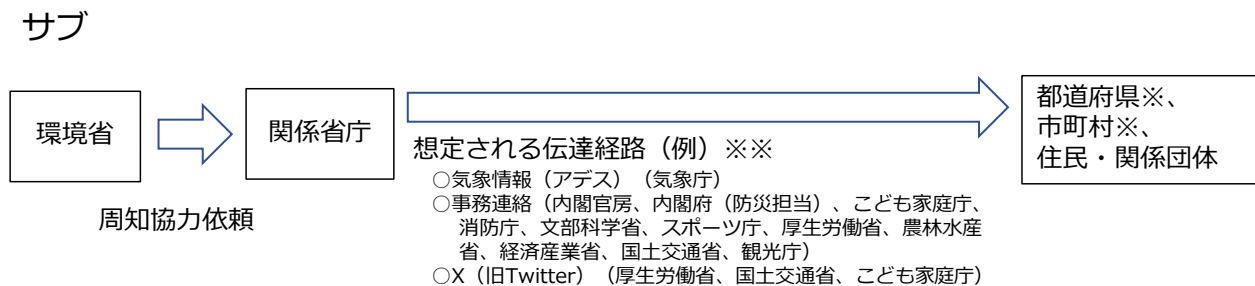 サブ
環境省
関係省庁
周知協力依頼
想定される伝達経路（例）※※
○気象情報（アデス）（気象庁）
○事務連絡（内閣官房、内閣府（防災担当）、こども家庭庁、
消防庁、文部科学省、スポーツ庁、厚生労働省、農林水産
省、経済産業省、国土交通省、観光庁）
○X（旧Twitter）（厚生労働省、国土交通省、こども家庭庁）
都道府県※、
市町村※、
住民・関係団体